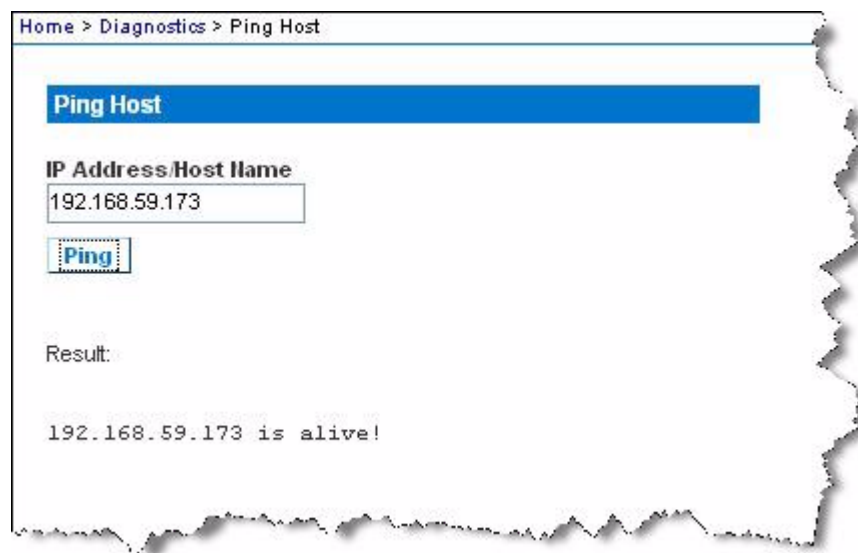 Home > Diagnostics > Ping Host
Ping Host
IP Address/Host Name
192.168.59.173
Ping
Result:
192.168.59.173 is alive!